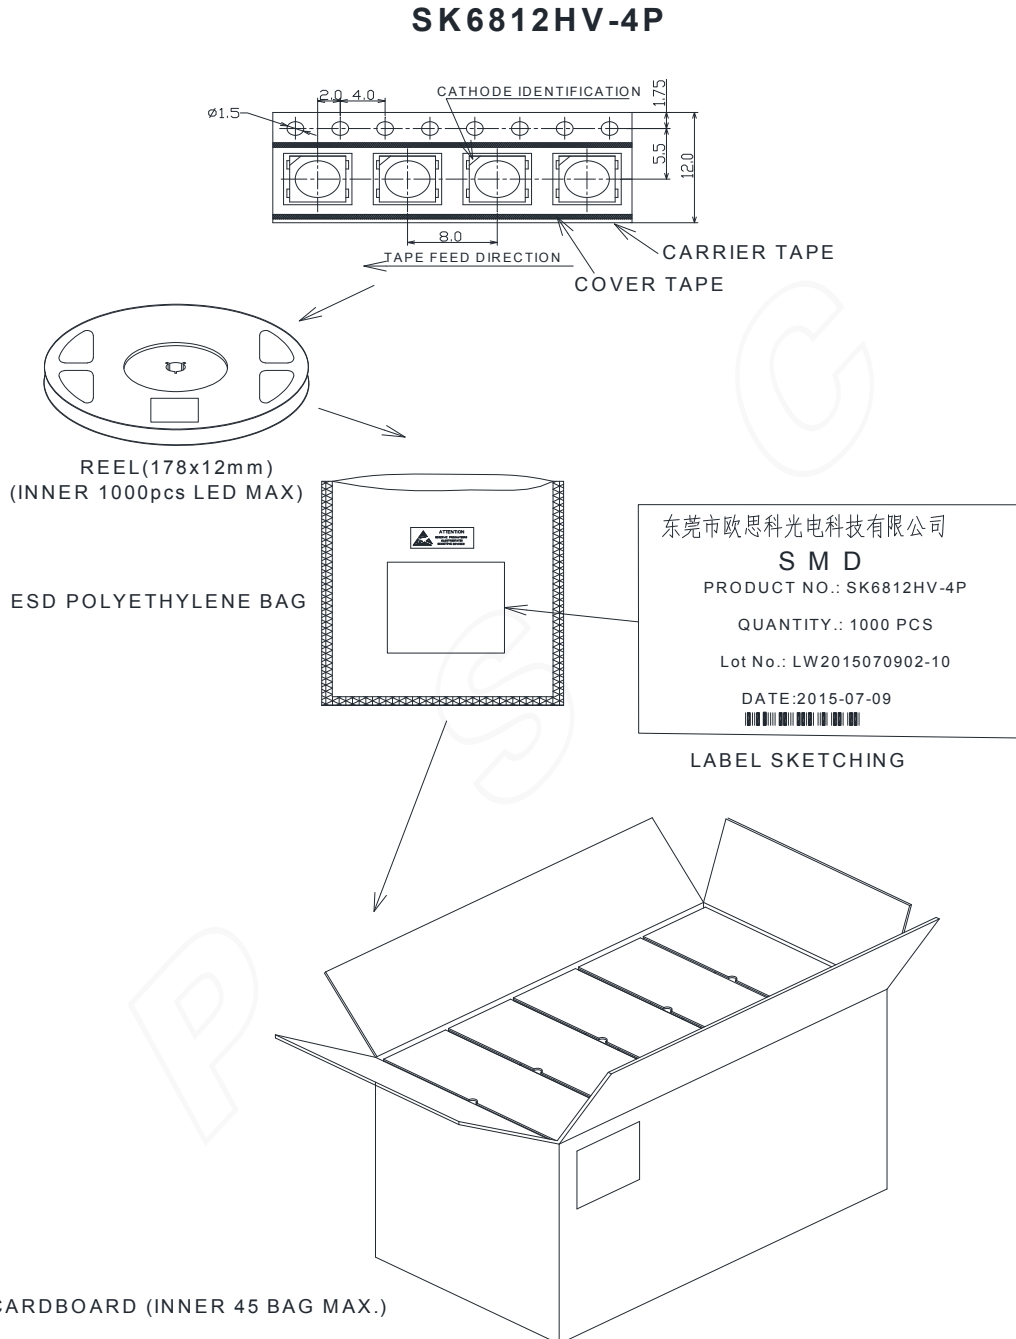 SK6812HV-4P
2.0 4.0
CATHODE IDENTIFICATION
1.75
ø1.5
5.5
12.0
8.0
TAPE FEED DIRECTION
CARRIER TAPE
COVER TAPE
REEL(178x12mm)
(INNER 1000pcs LED MAX)
ATTENTION
ESD POLYETHYLENE BAG
东莞市欧思科光电科技有限公司
S M D
PRODUCT NO.: SK6812HV-4P
QUANTITY.: 1000 PCS
Lot No.: LW2015070902-10
DATE:2015-07-09
LABEL SKETCHING
CARDBOARD (INNER 45 BAG MAX.)
P S C